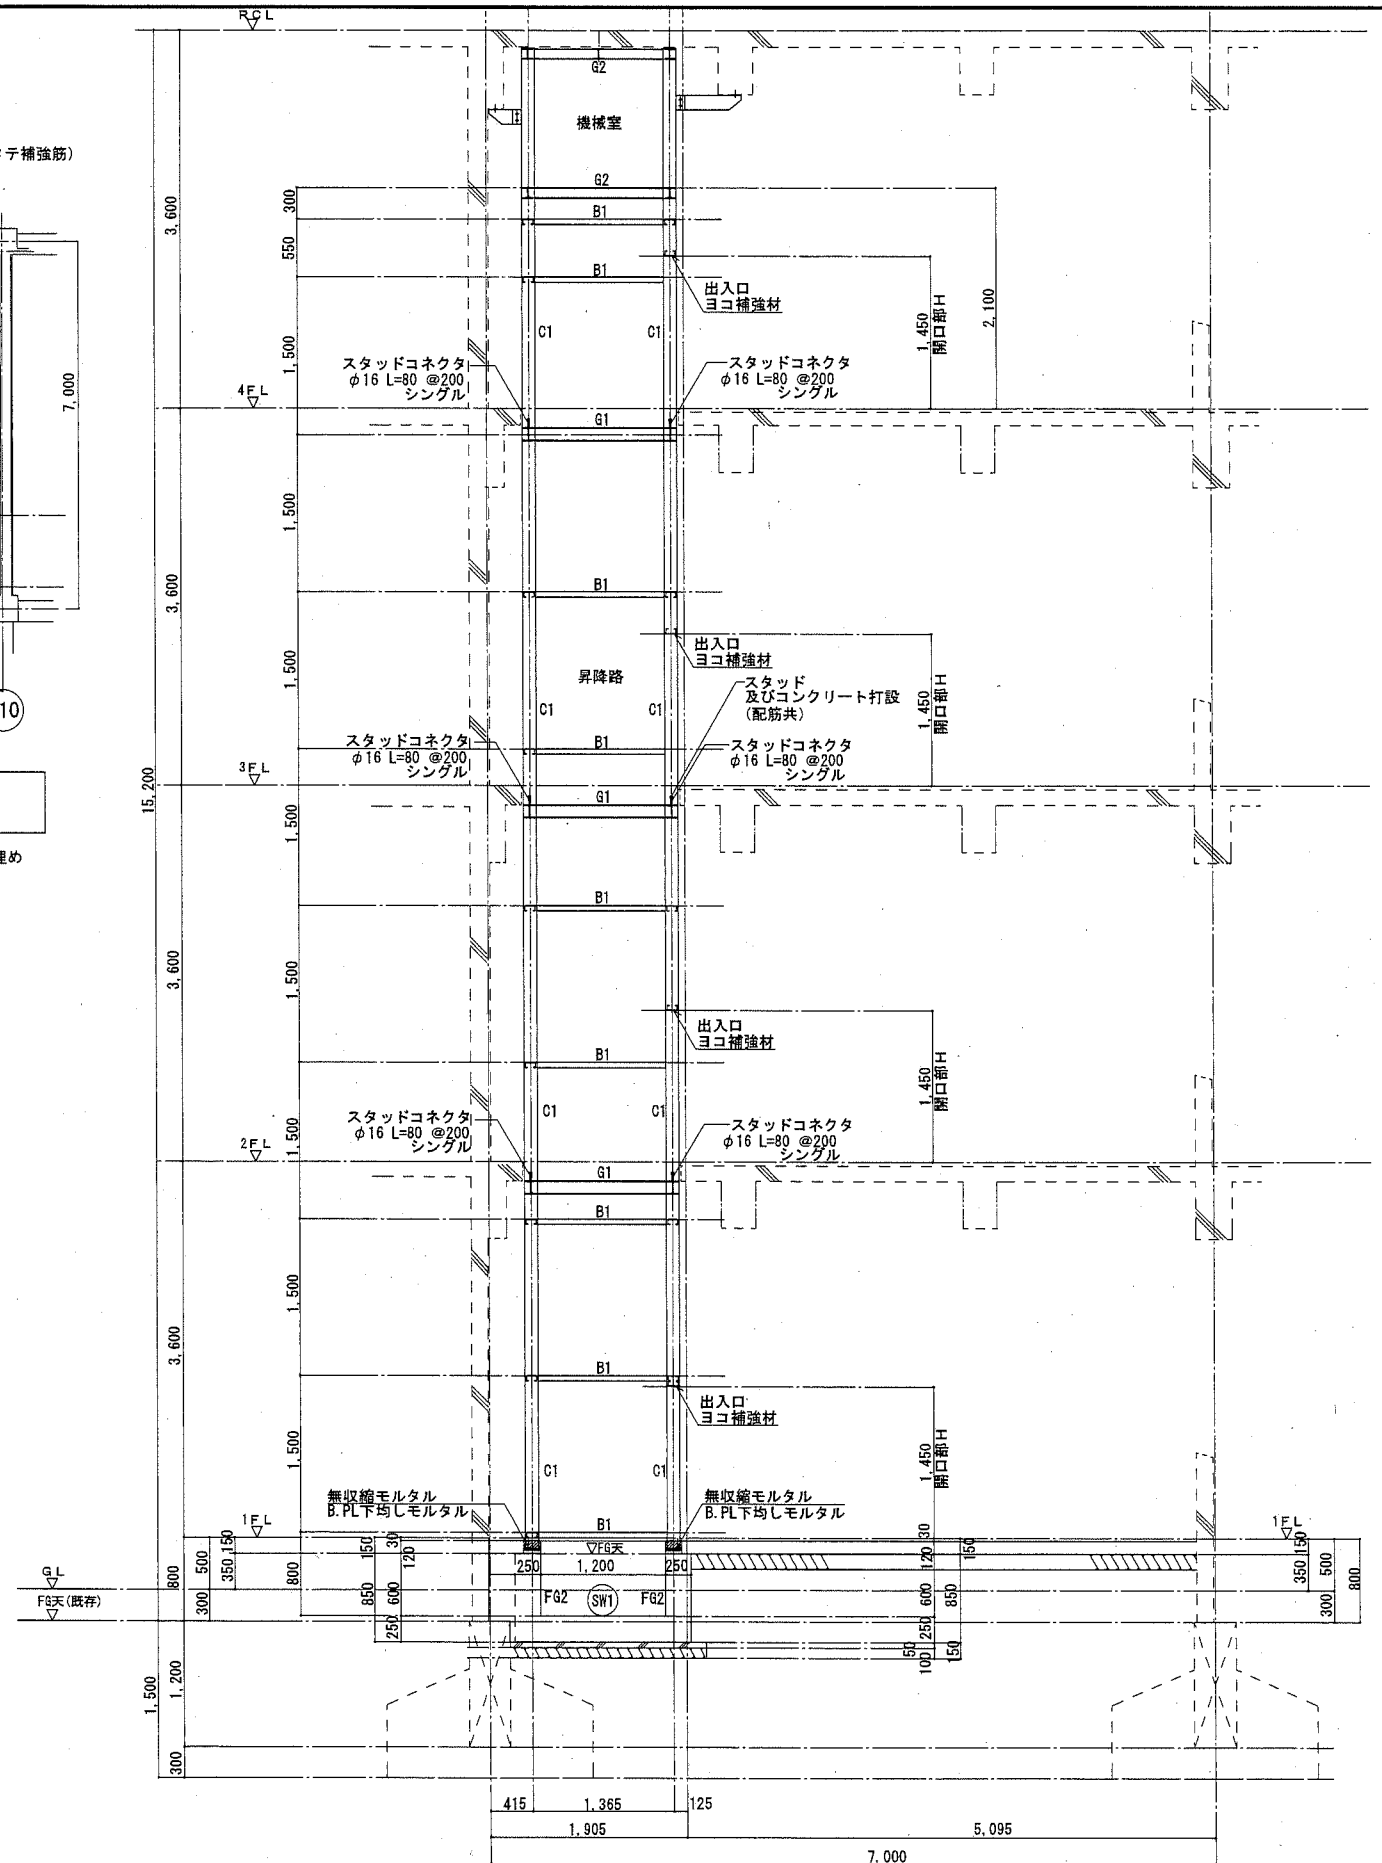 RCL
G2
機械室
テ補強筋)
G2
300
B1
3,600
550
出入口
ヨコ補強材
B1
1,450
開口部H
2,100
7,000
C1
C1
1,500
スタッドコネクタ
φ16 L=80 @200
シングル
スタッドコネクタ
φ16 L=80 @200
シングル
4FL
G1
1,500
B1
3,600
出入口
ヨコ補強材
1,500
昇降路
スタッド
及びコンクリート打設
(配筋共)
1,450
開口部H
10
C1
C1
スタッドコネクタ
φ16 L=80 @200
シングル
B1
スタッドコネクタ
φ16 L=80 @200
シングル
3FL
15,200
G1
1,500
埋め
B1
3,600
1,500
出入口
ヨコ補強材
B1
1,450
開口部H
C1
C1
スタッドコネクタ
φ16 L=80 @200
シングル
スタッドコネクタ
φ16 L=80 @200
シングル
1,500
2FL
G1
B1
1,500
3,600
B1
出入口
ヨコ補強材
1,500
1,450
開口部H
C1
C1
無収縮モルタル
B.PL下均しモルタル
無収縮モルタル
B.PL下均しモルタル
1FL
B1
1FL
150
30
30
150
▽FG天
500
150
120
120
150
500
250
1,200
250
350
350
GL
800
800
800
FG天(既存)
300
850
600
FG2
SW1
FG2
600
850
300
250
250
50
100
150
1,500
1,200
300
415
1,365
125
1,905
5,095
7,000